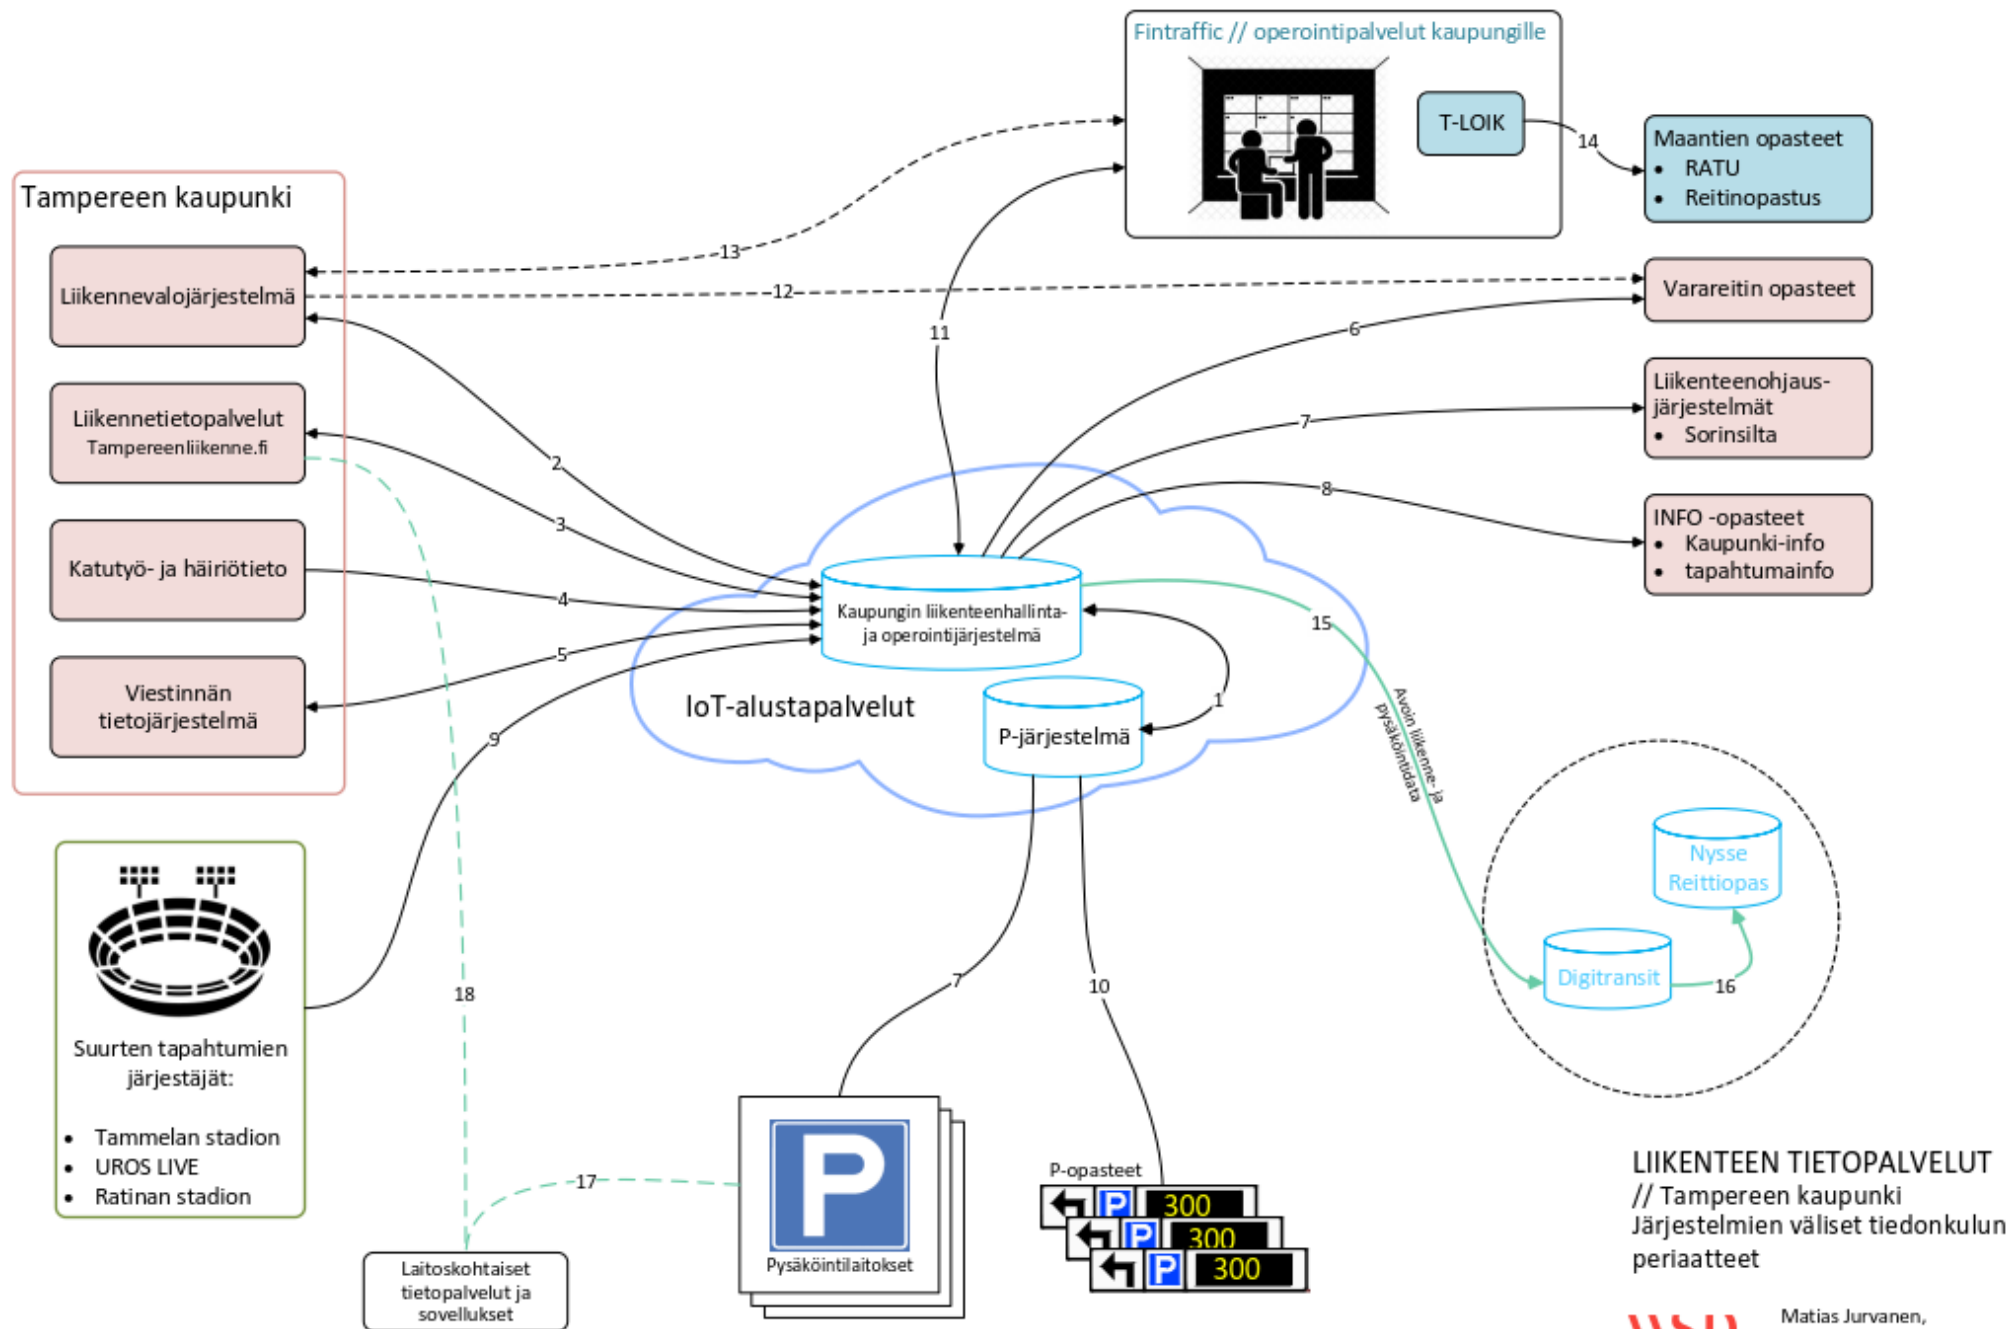 Fintraffic // operointipalvelut kaupungille
T-LOIK
14
Maantien opasteet
• RATU
• Reitinopastus
Tampereen kaupunki
Liikennevalojärjestelmä
13
12
Varareitin opasteet
11
6
Liikennetietopalvelut
Tampereenliikenne.fi
2
3
7
Liikenteenohjaus-
järjestelmät
• Sorinsilta
8
INFO -opasteet
• Kaupunki-info
• tapahtumainfo
Katutyö- ja häiriötieto
4
Kaupungin liikenteenhallinta-
ja operointijärjestelmä
15
5
Viestinnän
tietojärjestelmä
9
IoT-alustapalvelut
P-järjestelmä
1
Avoin liikenne- ja
pysäköintidata
Nysse
Reittiopas
Digitransit
16
18
7
10
Suurten tapahtumien
järjestäjät:
• Tammelan stadion
• UROS LIVE
• Ratinan stadion
17
P
Pysäköintilaitokset
P-opasteet
P 300
P 300
P 300
Laitoskohtaiset
tietopalvelut ja
sovellukset
LIIKENTEEN TIETOPALVELUT
// Tampereen kaupunki
Järjestelmien väliset tiedonkulun
periaatteet
Matias Jurvanen,